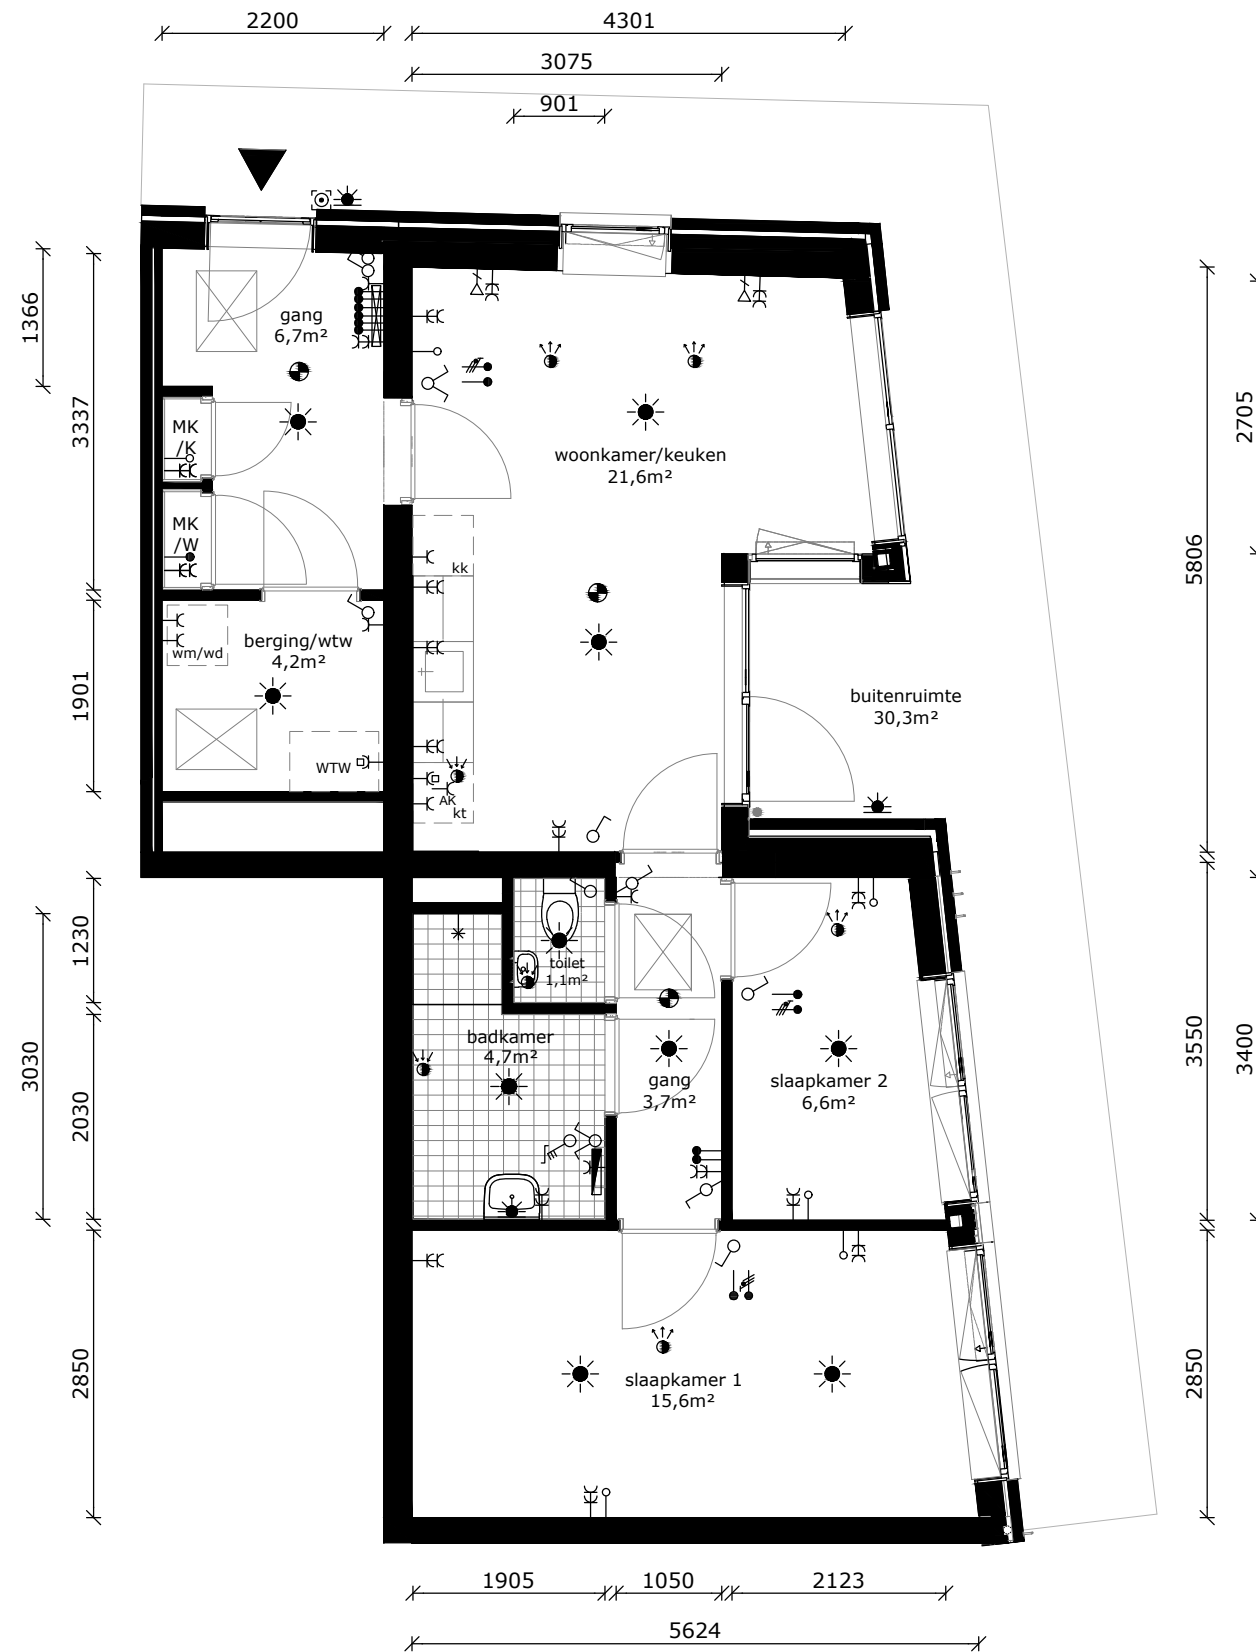 2200
4301
3075
901
1366
3337
1901
1230
3030
2030
2850
2705
5806
3550
3400
2850
gang
6,7m²
MK
/K
MK
/W
woonkamer/keuken
21,6m²
kk
wm/wd
berging/wtw
4,2m²
WTW
AK
kt
buitenruimte
30,3m²
toilet
1,1m²
badkamer
4,7m²
gang
3,7m²
slaapkamer 2
6,6m²
slaapkamer 1
15,6m²
1905
1050
2123
5624